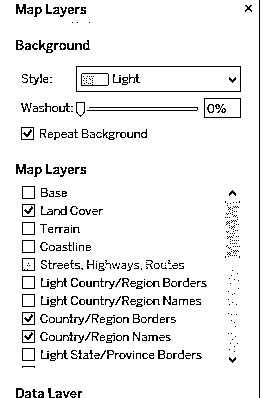 Map Layers
Background
Style: Light
Washout: 0%
Repeat Background
Map Layers
Base
Land Cover
Terrain
Coastline
Streets, Highways, Routes
Light Country/Region Borders
Light Country/Region Names
Country/Region Borders
Country/Region Names
Light State/Province Borders
Data Layer